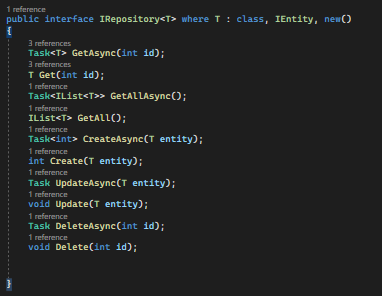 1 reference
public interface IRepository<T> where T : class, IEntity, new()
{
3 references
Task<T> GetAsync(int id);
3 references
T Get(int id);
1 reference
Task<IList<T>> GetAllAsync();
1 reference
IList<T> GetAll();
1 reference
Task<int> CreateAsync(T entity);
1 reference
int Create(T entity);
1 reference
Task UpdateAsync(T entity);
1 reference
void Update(T entity);
1 reference
Task DeleteAsync(int id);
1 reference
void Delete(int id);
}